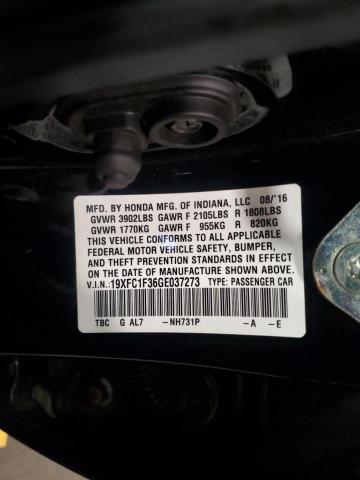 MFD. BY HONDA MFG. OF INDIANA, LLC 08/'16
GVWR 3902LBS GAWR F 2105LBS R 1808LBS
GVWR 1770KG GAWR F 955KG R 820KG
THIS VEHICLE CONFORMS TO ALL APPLICABLE
FEDERAL MOTOR VEHICLE SAFETY, BUMPER,
AND THEFT PREVENTION STANDARDS IN EFFECT
ON THE DATE OF MANUFACTURE SHOWN ABOVE.
V.I.N.: 19XFC1F36GE037273 TYPE: PASSENGER CAR
TBC G AL7 -NH731P -A -E